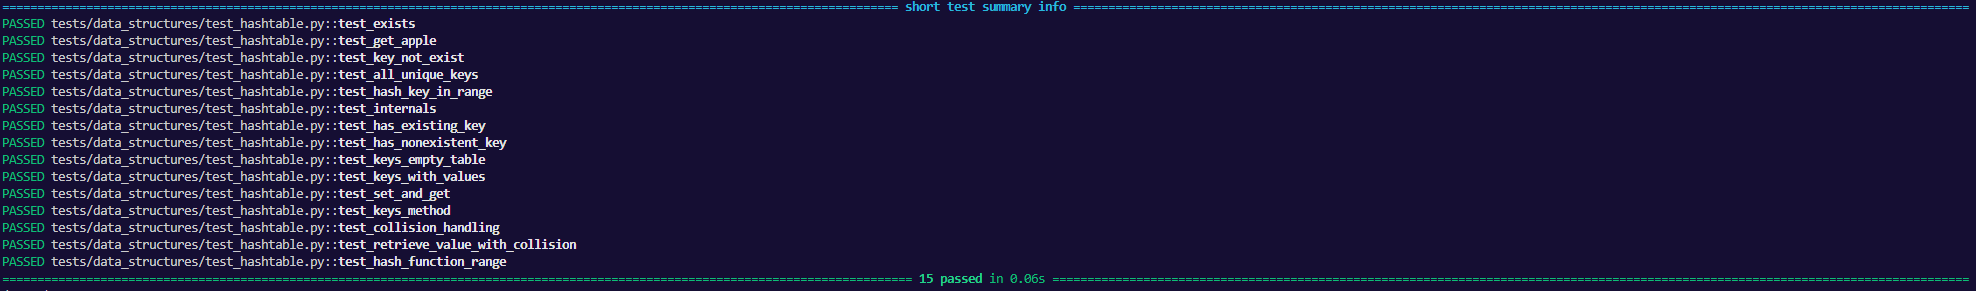 short test summary info
PASSED tests/data_structures/test_hashtable.py::test_exists
PASSED tests/data_structures/test_hashtable.py::test_get_apple
PASSED tests/data_structures/test_hashtable.py::test_key_not_exist
PASSED tests/data_structures/test_hashtable.py::test_all_unique_keys
PASSED tests/data_structures/test_hashtable.py::test_hash_key_in_range
PASSED tests/data_structures/test_hashtable.py::test_internals
PASSED tests/data_structures/test_hashtable.py::test_has_existing_key
PASSED tests/data_structures/test_hashtable.py::test_has_nonexistent_key
PASSED tests/data_structures/test_hashtable.py::test_keys_empty_table
PASSED tests/data_structures/test_hashtable.py::test_keys_with_values
PASSED tests/data_structures/test_hashtable.py::test_set_and_get
PASSED tests/data_structures/test_hashtable.py::test_keys_method
PASSED tests/data_structures/test_hashtable.py::test_collision_handling
PASSED tests/data_structures/test_hashtable.py::test_retrieve_value_with_collision
PASSED tests/data_structures/test_hashtable.py::test_hash_function_range
15 passed in 0.06s